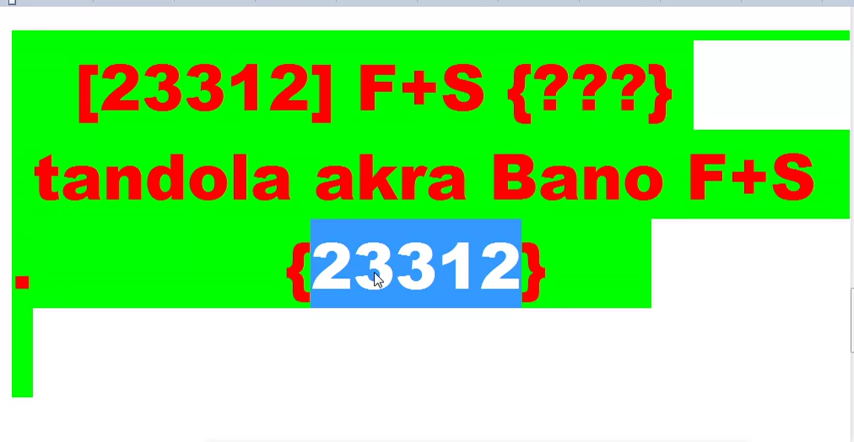 [23312] F+S {???}
tandola akra Bano F+S
. {23312}